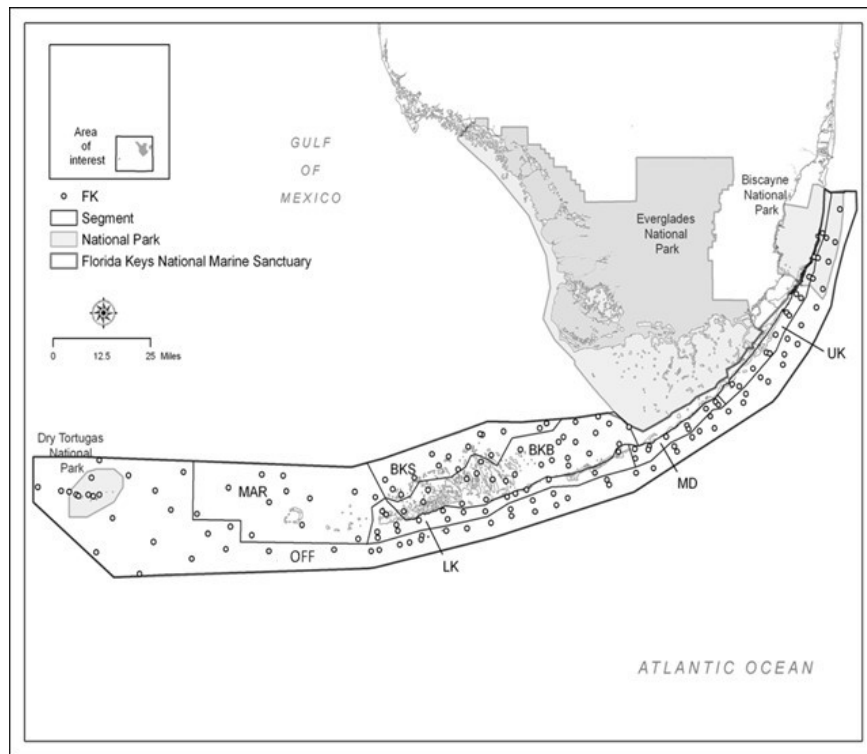 Area
of
interest
GULF
OF
MEXICO
FK
Segment
National Park
Florida Keys National Marine Sanctuary
0 12.5 25 Miles
Biscayne
National
Park
Everglades
National
Park
UK
Dry Tortugas
National
Park
BKS
BKB
MAR
MD
OFF
LK
ATLANTIC OCEAN